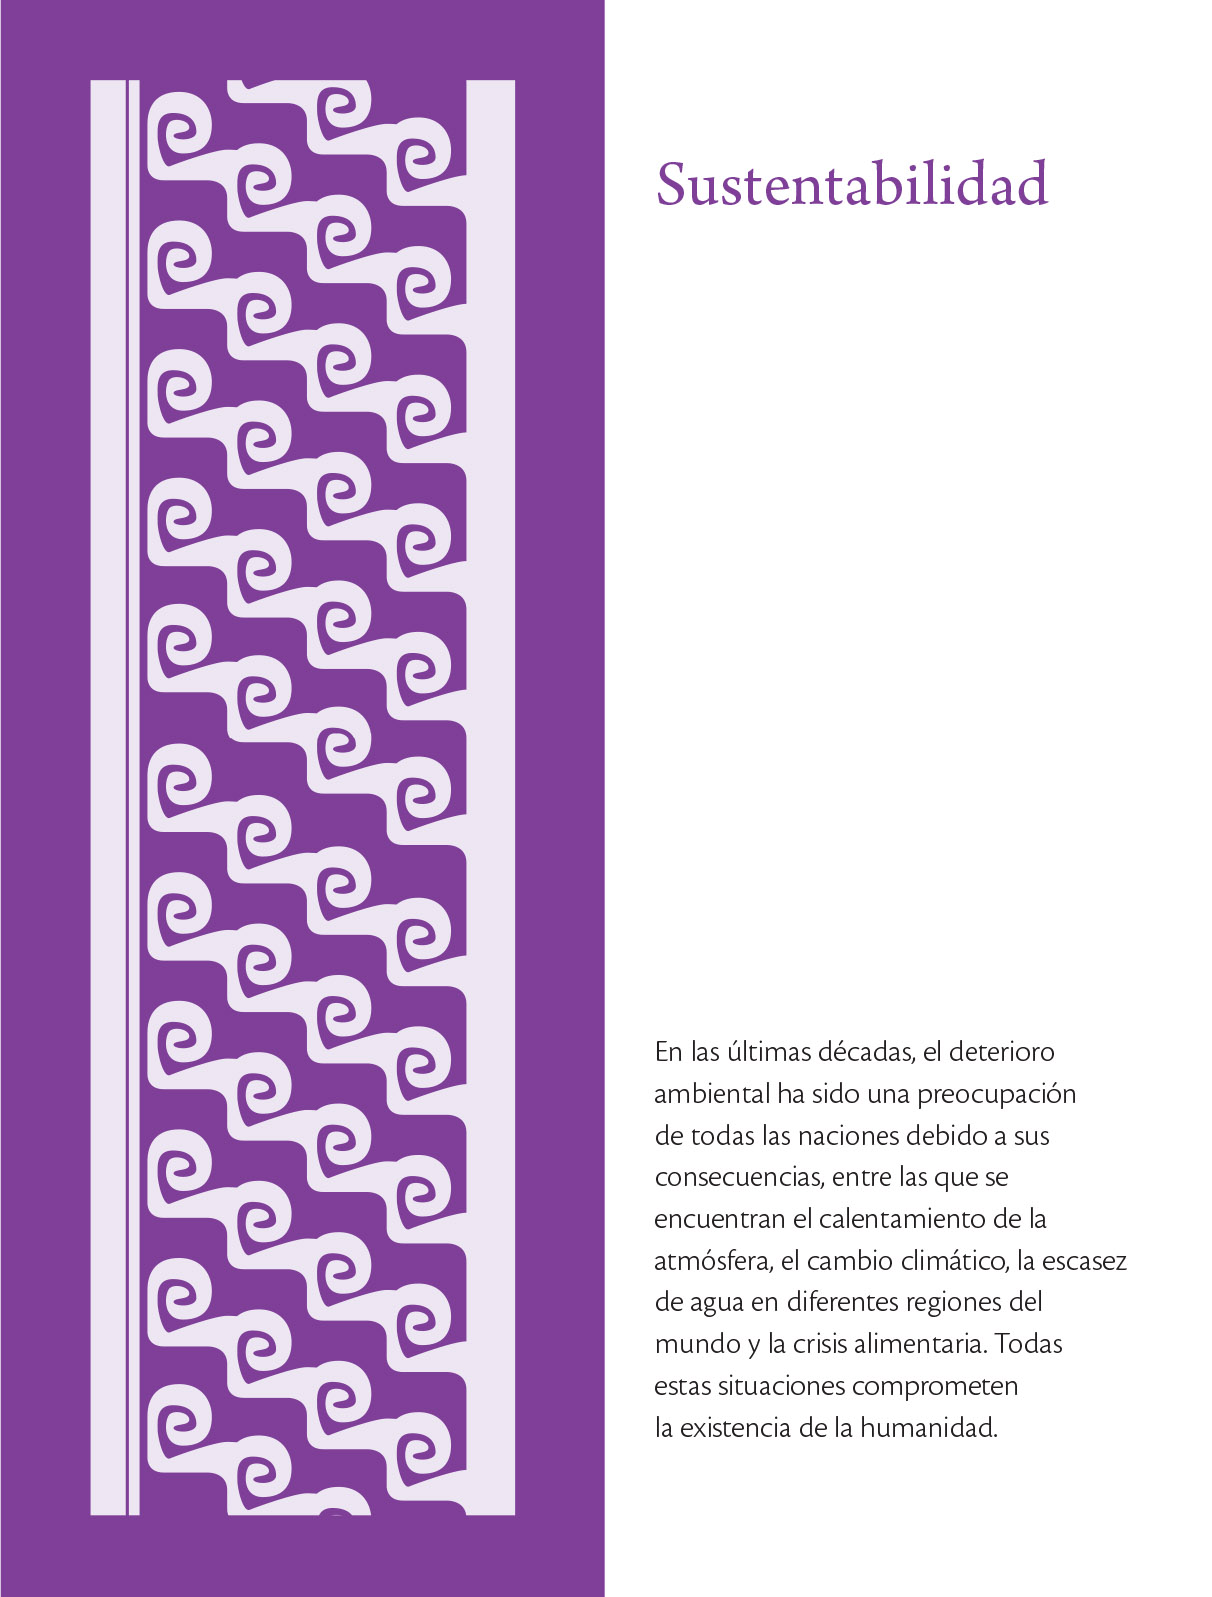 Sustentabilidad
En las últimas décadas, el deterioro
ambiental ha sido una preocupación
de todas las naciones debido a sus
consecuencias, entre las que se
encuentran el calentamiento de la
atmósfera, el cambio climático, la escasez
de agua en diferentes regiones del
mundo y la crisis alimentaria. Todas
estas situaciones comprometen
la existencia de la humanidad.